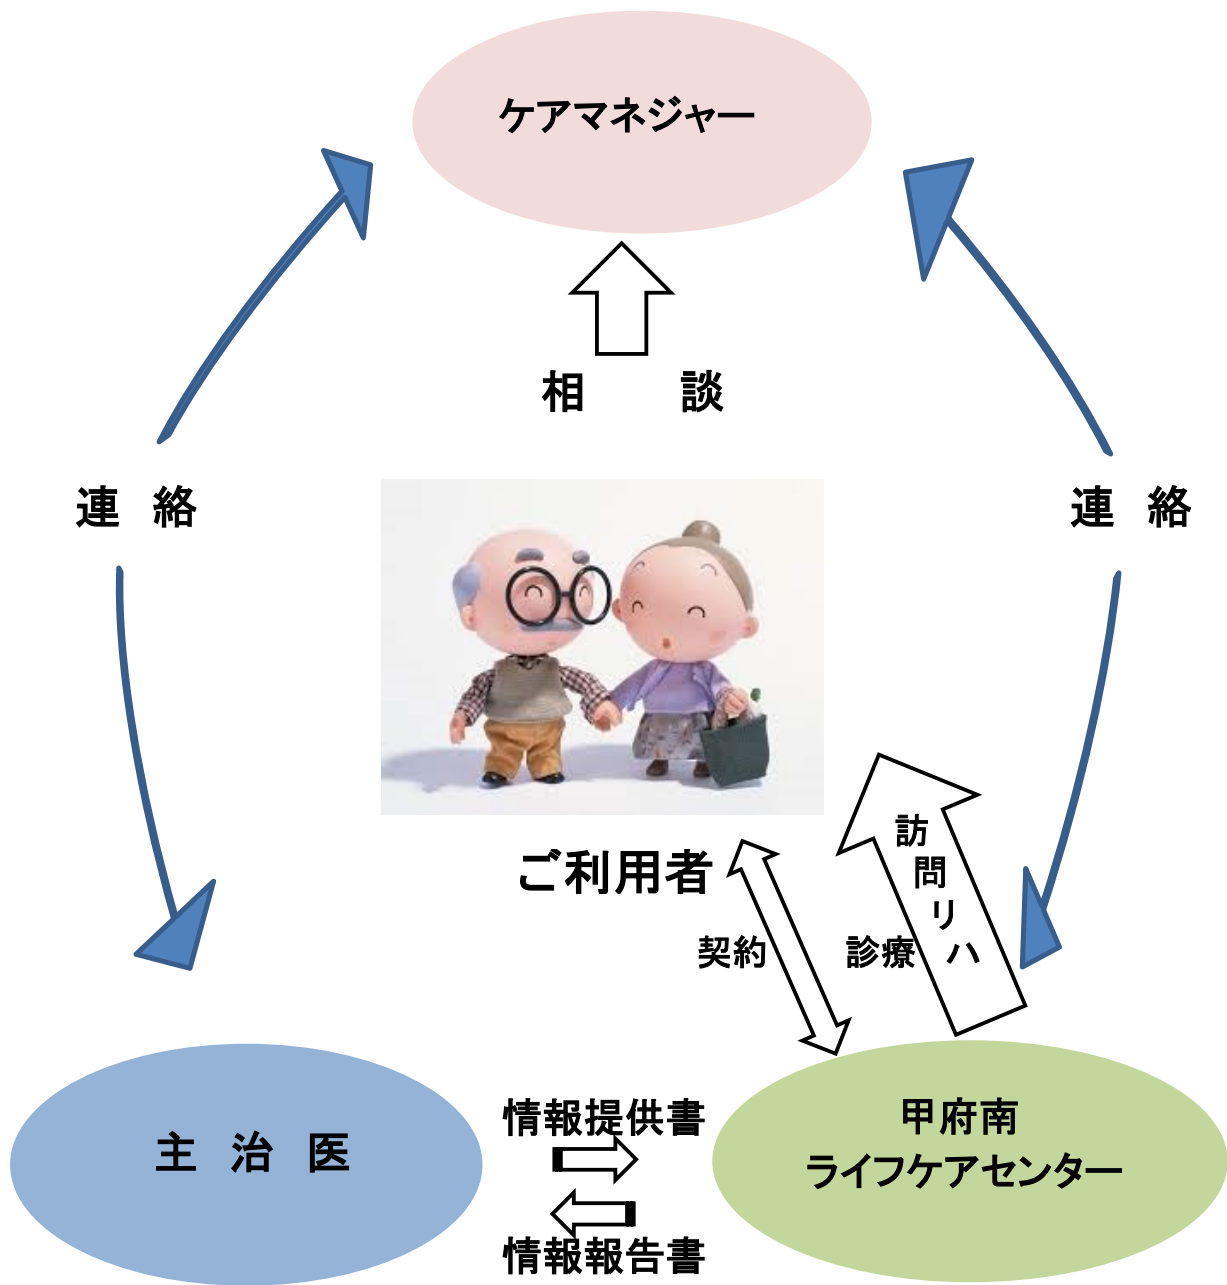 ケアマネジャー
相　談
連　絡
連　絡
ご利用者
訪問リハ
契約
診療
情報提供書
主　治　医
甲府南
ライフケアセンター
情報報告書